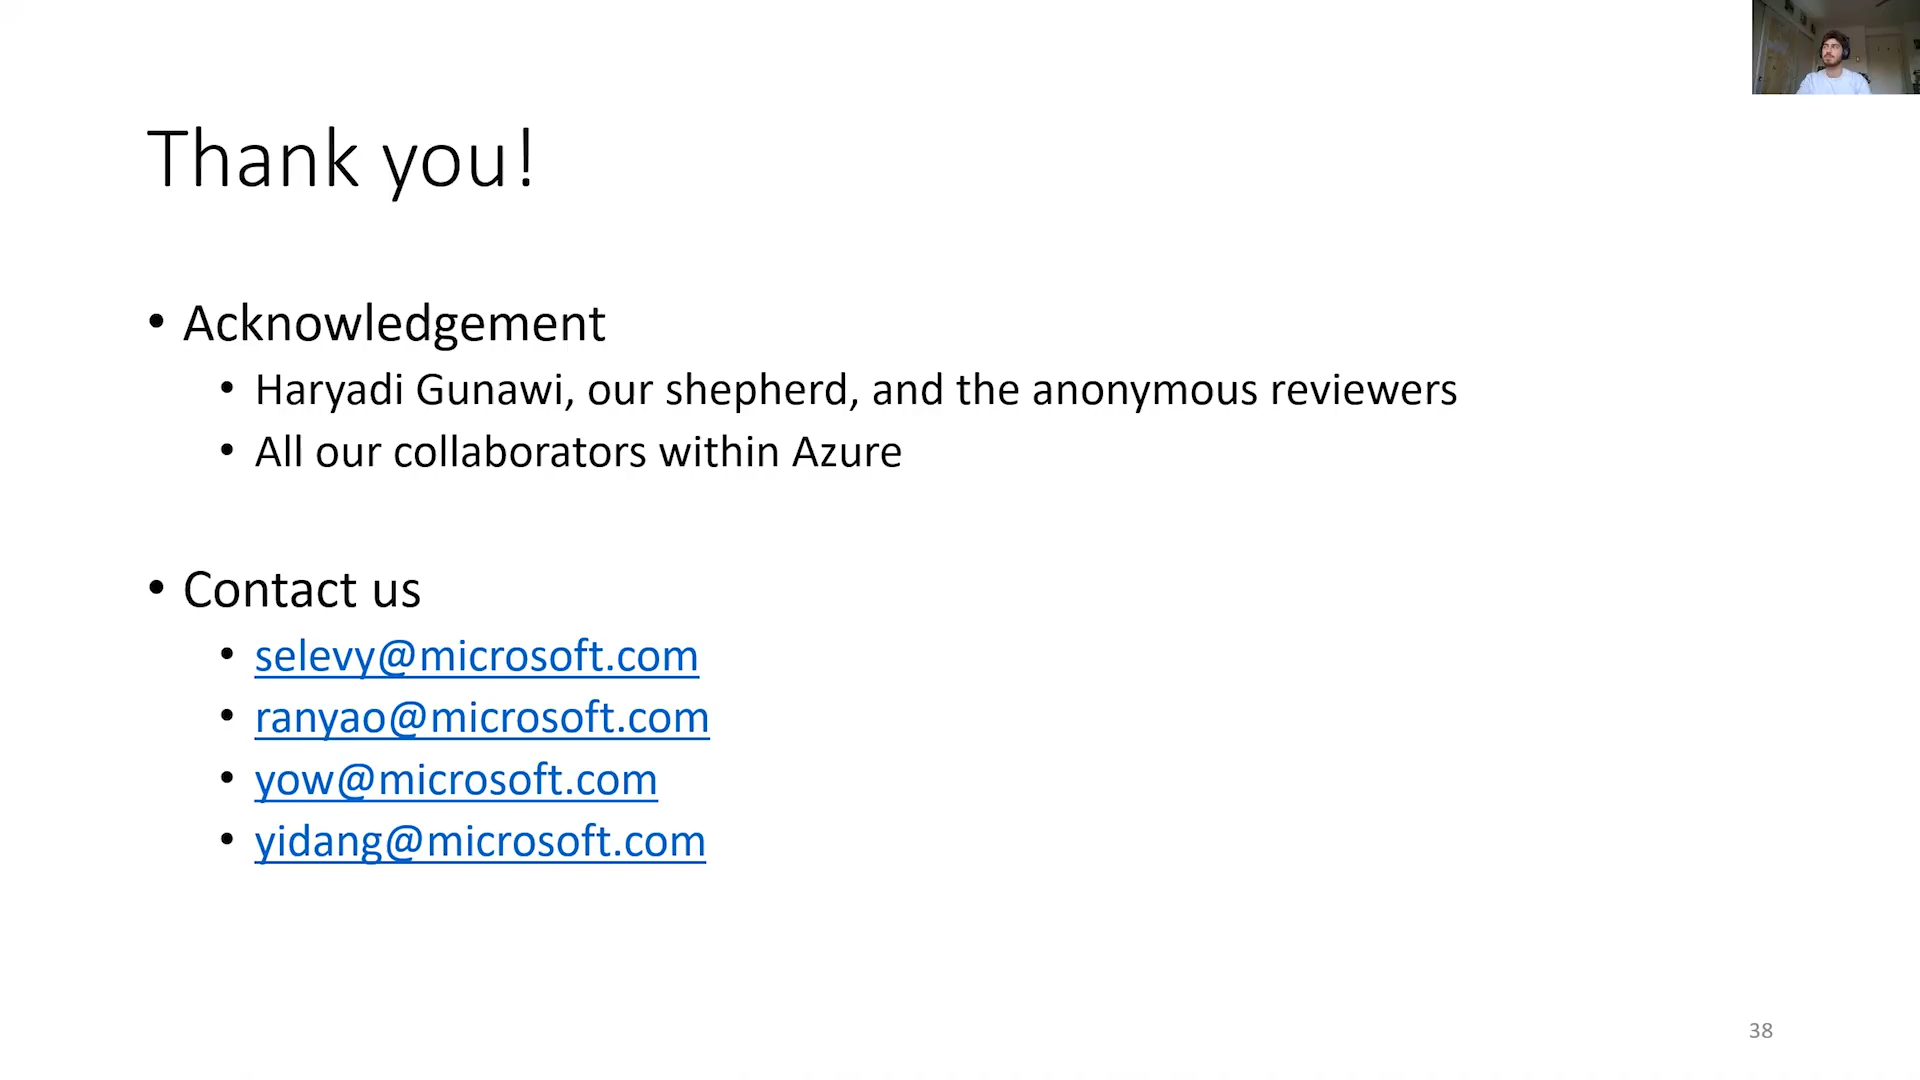 Thank you!
• Acknowledgement
• Haryadi Gunawi, our shepherd, and the anonymous reviewers
• All our collaborators within Azure
• Contact us
• selevy@microsoft.com
• ranyao@microsoft.com
• yow@microsoft.com
• yidang@microsoft.com
38